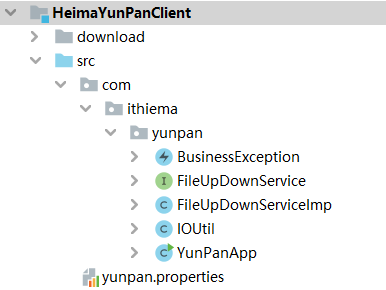 HeimaYunPanClient
download
src
com
ithiema
yunpan
BusinessException
I FileUpDownService
C FileUpDownServiceImp
C IOUtil
C YunPanApp
yunpan.properties